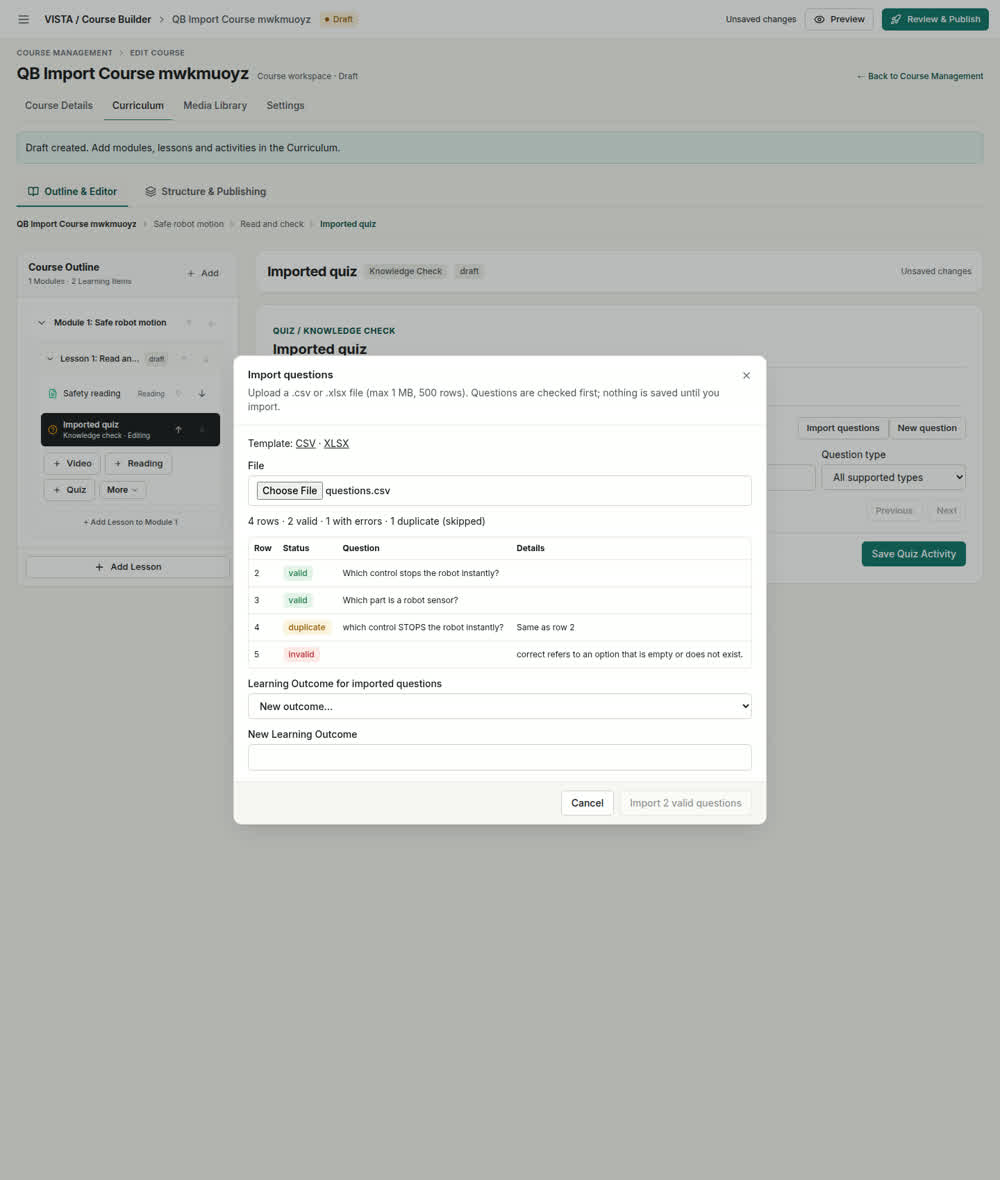 VISTA / Course Builder > QB Import Course mwkmuoyz • Draft Unsaved changes Preview Review & Publish
COURSE MANAGEMENT > EDIT COURSE
QB Import Course mwkmuoyz Course workspace · Draft ← Back to Course Management
Course Details Curriculum Media Library Settings
Draft created. Add modules, lessons and activities in the Curriculum.
Outline & Editor Structure & Publishing
QB Import Course mwkmuoyz > Safe robot motion > Read and check > Imported quiz
Course Outline
1 Modules · 2 Learning Items
+ Add
Imported quiz Knowledge Check draft Unsaved changes
Module 1: Safe robot motion
QUIZ / KNOWLEDGE CHECK
Imported quiz
Lesson 1: Read an... draft
Safety reading Reading
Imported quiz
Knowledge check · Editing
+ Video + Reading
+ Quiz More
+ Add Lesson to Module 1
+ Add Lesson
Import questions New question
Question type
All supported types
Previous Next
Save Quiz Activity
Import questions
Upload a .csv or .xlsx file (max 1 MB, 500 rows). Questions are checked first; nothing is saved until you
import.
Template: CSV · XLSX
File
Choose File questions.csv
4 rows · 2 valid · 1 with errors · 1 duplicate (skipped)
Row Status Question Details
2 valid Which control stops the robot instantly?
3 valid Which part is a robot sensor?
4 duplicate which control STOPS the robot instantly? Same as row 2
5 invalid correct refers to an option that is empty or does not exist.
Learning Outcome for imported questions
New outcome...
New Learning Outcome
Cancel Import 2 valid questions